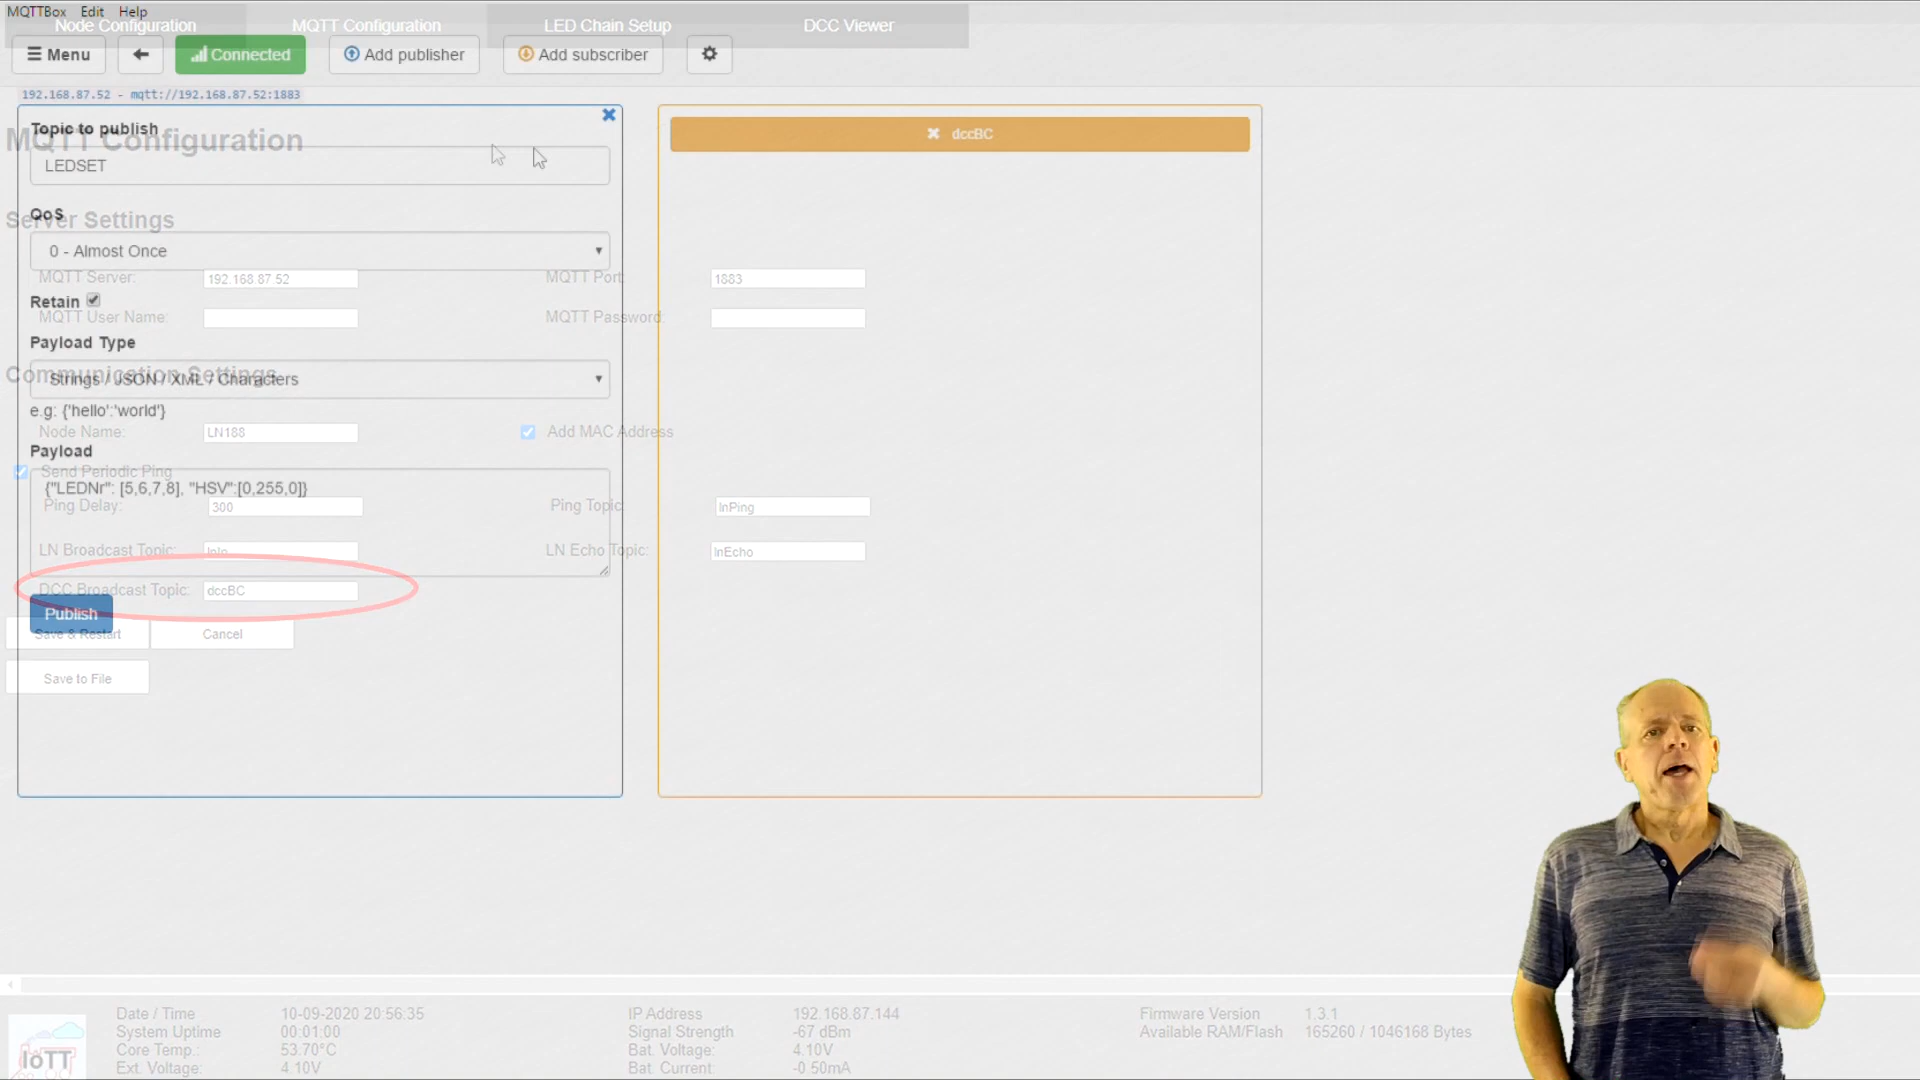 MQTTBox Edit Help
Node Configuration MQTT Configuration LED Chain Setup DCC Viewer
Menu Connected Add publisher Add subscriber
192.168.87.52 - mqtt://192.168.87.52:1883
Topic to publish
MQTT Configuration
dccBC
LEDSET
QoS
Server Settings
0 - Almost Once
MQTT Server: 192.168.87.52 MQTT Port: 1883
Retain
MQTT User Name: MQTT Password:
Payload Type
Communication Settings
Strings / JSON / XML / Characters
e.g: {'hello':'world'}
Node Name: LN188 Add MAC Address
Payload
Send Periodic Ping
{"LEDNr": [5,6,7,8], "HSV":[0,255,0]}
Ping Delay: 300 Ping Topic: lnPing
LN Broadcast Topic: lnIn LN Echo Topic: lnEcho
DCC Broadcast Topic: dccBC
Publish
Save & Restart Cancel
Save to File
Date / Time 10-09-2020 20:56:35 IP Address 192.168.87.144 Firmware Version 1.3.1
System Uptime 00:01:00 Signal Strength -67 dBm Available RAM/Flash 165260 / 1046168 Bytes
Core Temp.: 53.70°C Bat. Voltage: 4.10V
Ext. Voltage: 4.10V Bat. Current: -0.50mA
IoTT